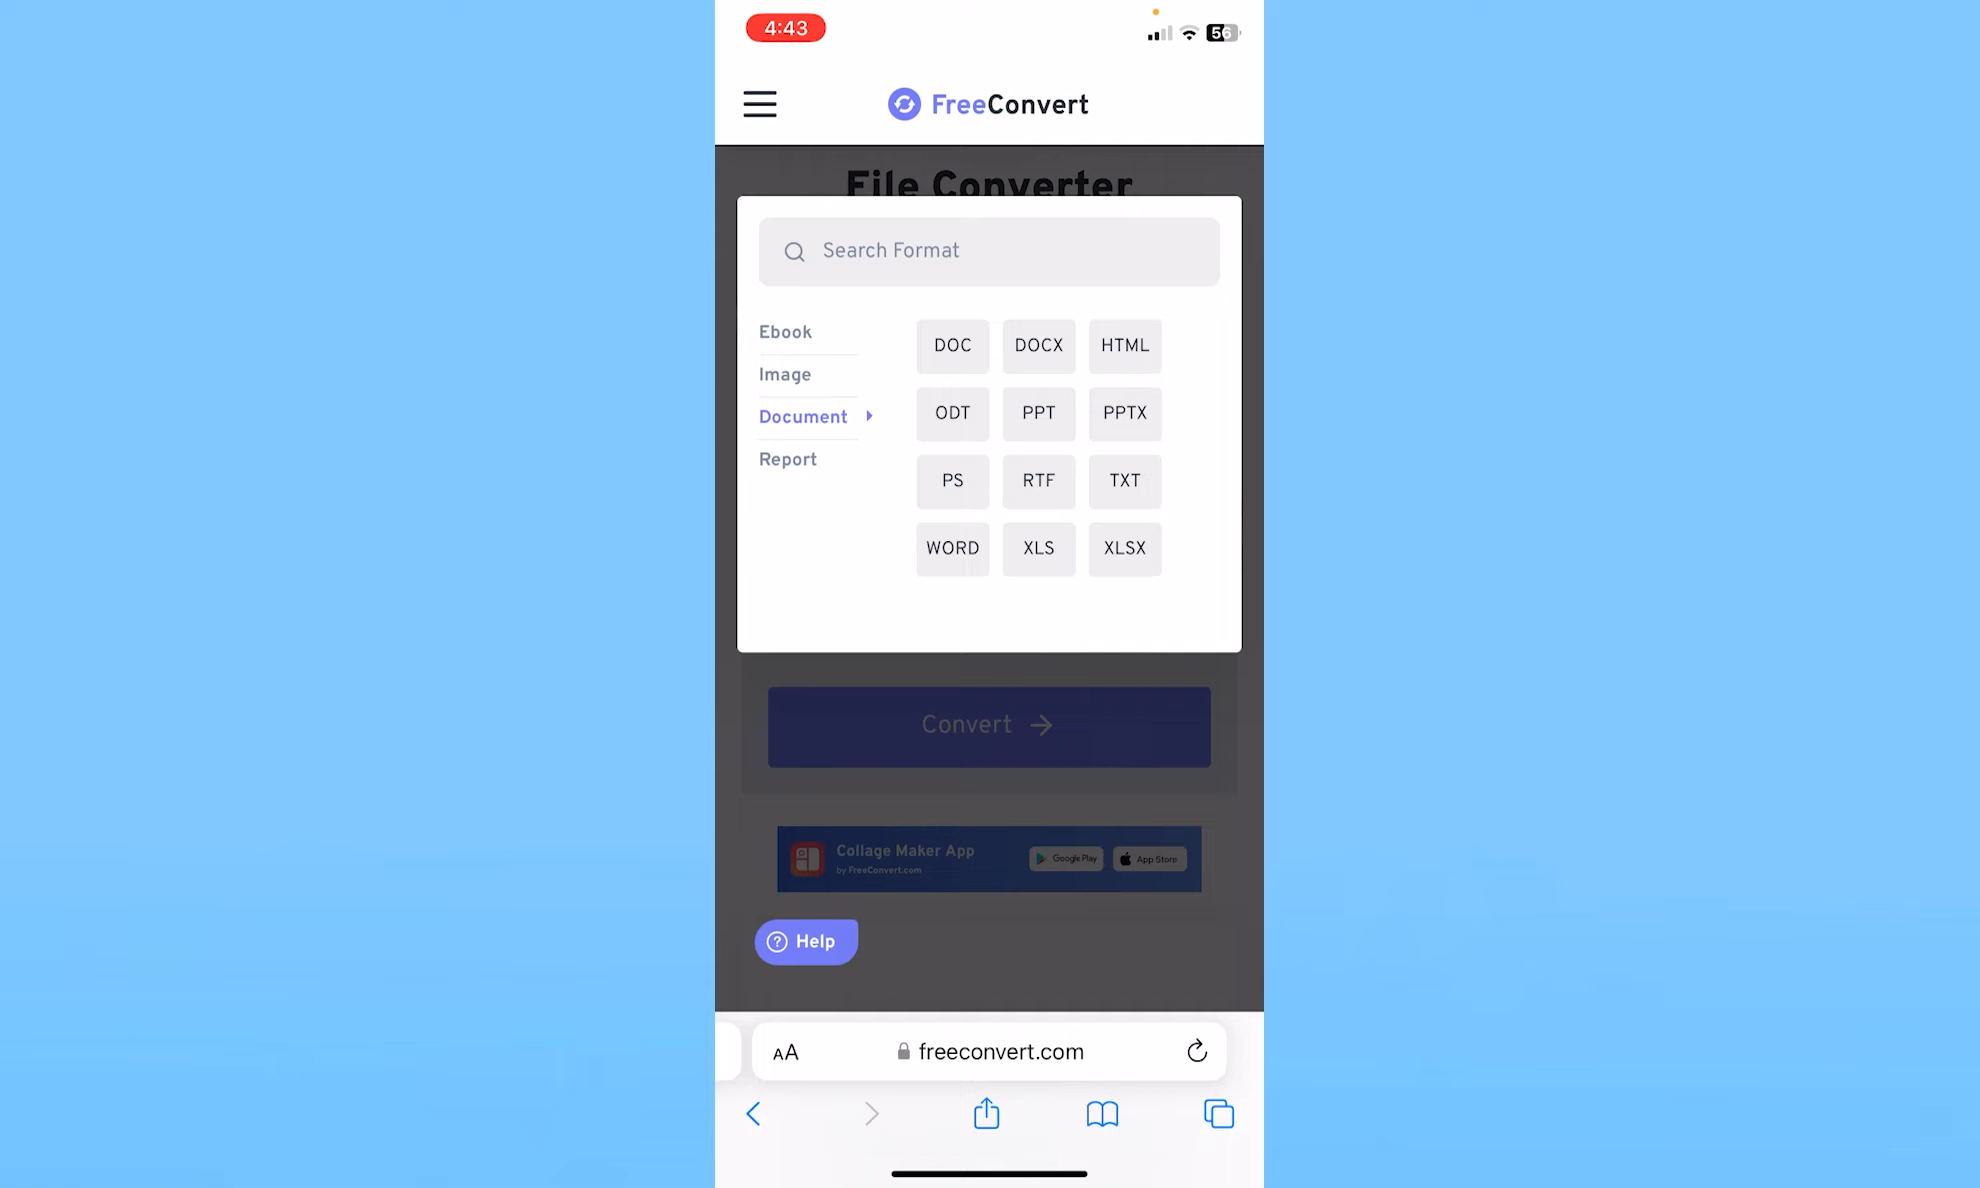 4:43
56
FreeConvert
File Converter
Search Format
Ebook
Image
Document
Report
DOC DOCX HTML
ODT PPT PPTX
PS RTF TXT
WORD XLS XLSX
Convert
Collage Maker App
by FreeConvert.com
Google Play App Store
Help
AA freeconvert.com